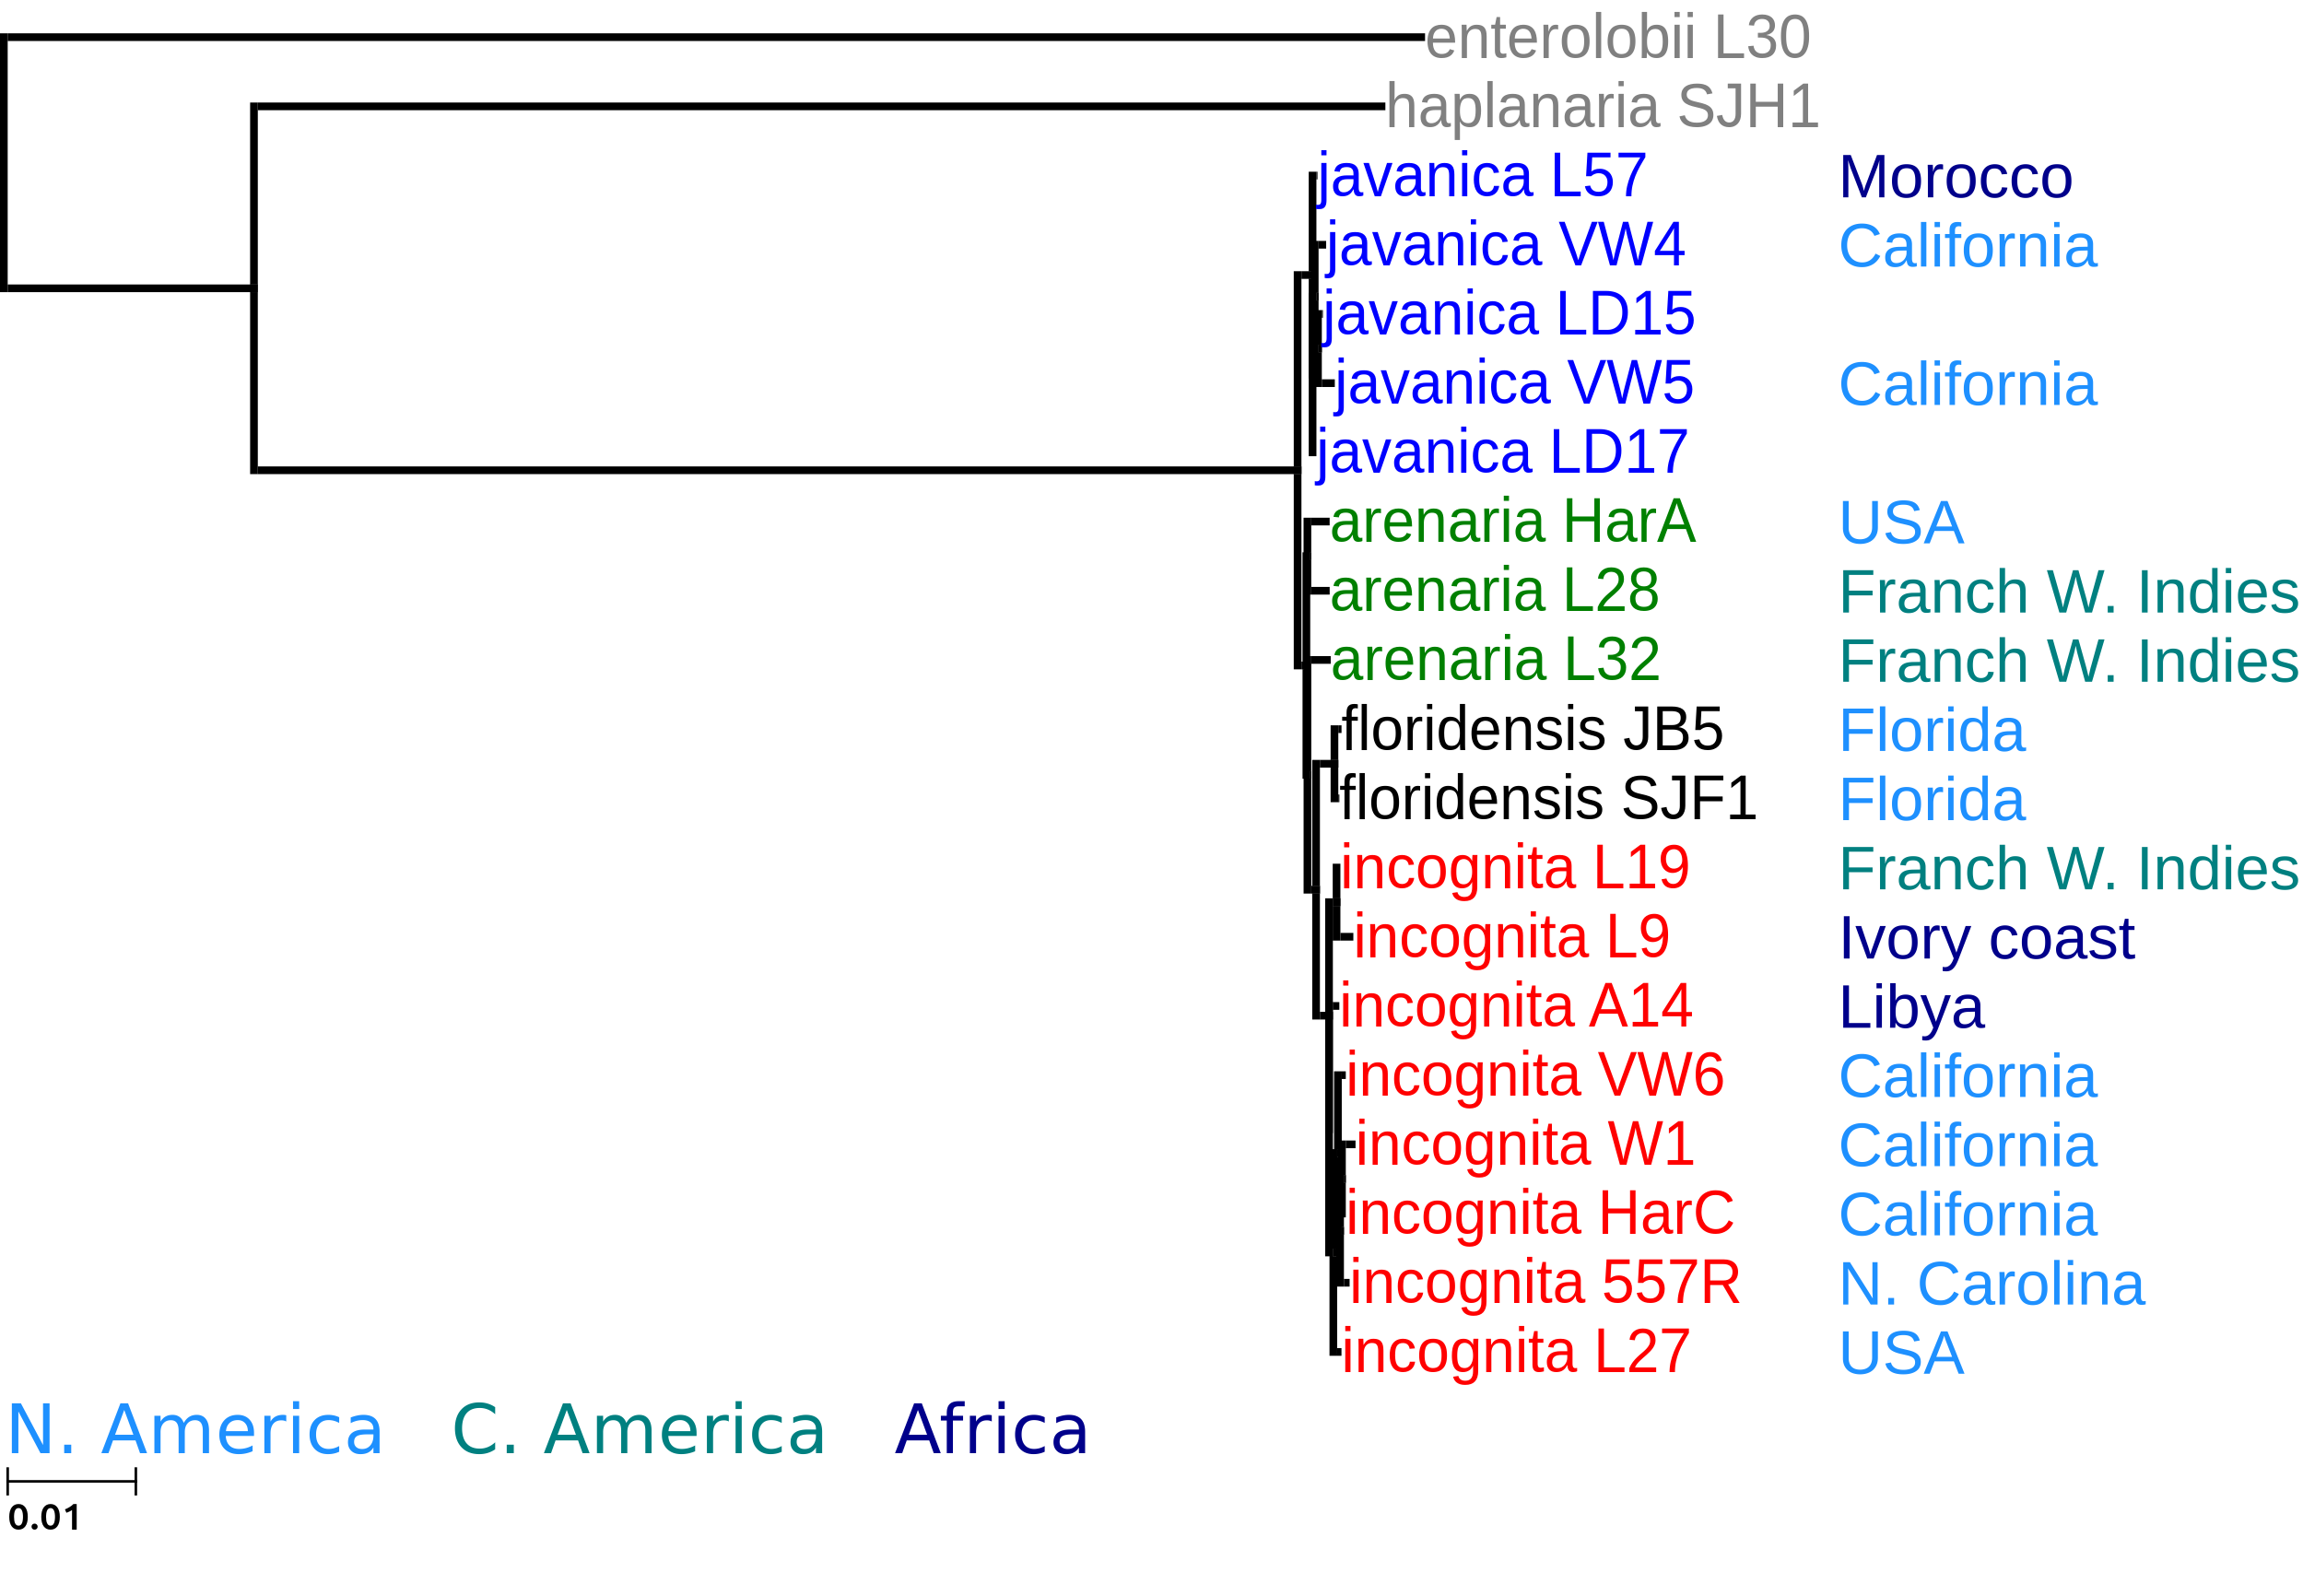 enterolobii L30
haplanaria SJH1
javanica L57 Morocco
javanica VW4 California
javanica LD15
javanica VW5 California
javanica LD17
arenaria HarA USA
arenaria L28 Franch W. Indies
arenaria L32 Franch W. Indies
floridensis JB5 Florida
floridensis SJF1 Florida
incognita L19 Franch W. Indies
incognita L9 Ivory coast
incognita A14 Libya
incognita VW6 California
incognita W1 California
incognita HarC California
incognita 557R N. Carolina
incognita L27 USA
N. America C. America Africa
0.01